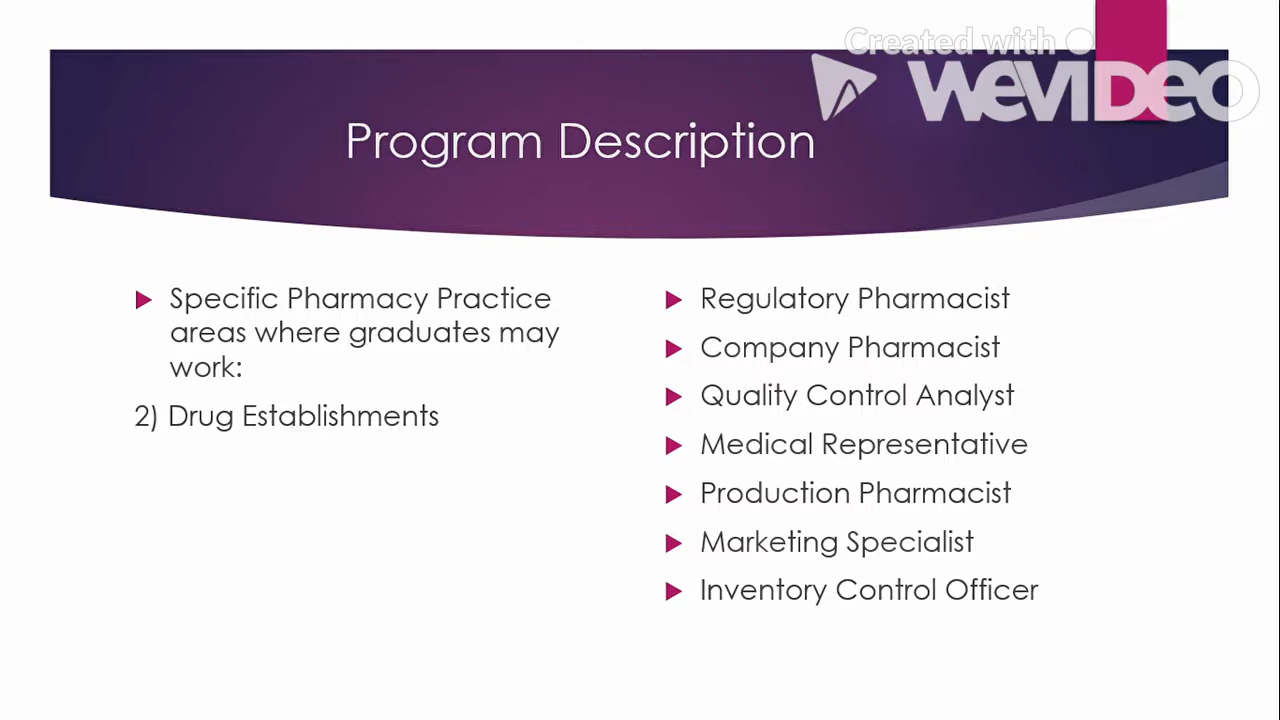 Created with
WEVIDEO
Program Description
Specific Pharmacy Practice
areas where graduates may
work:
2) Drug Establishments
Regulatory Pharmacist
Company Pharmacist
Quality Control Analyst
Medical Representative
Production Pharmacist
Marketing Specialist
Inventory Control Officer